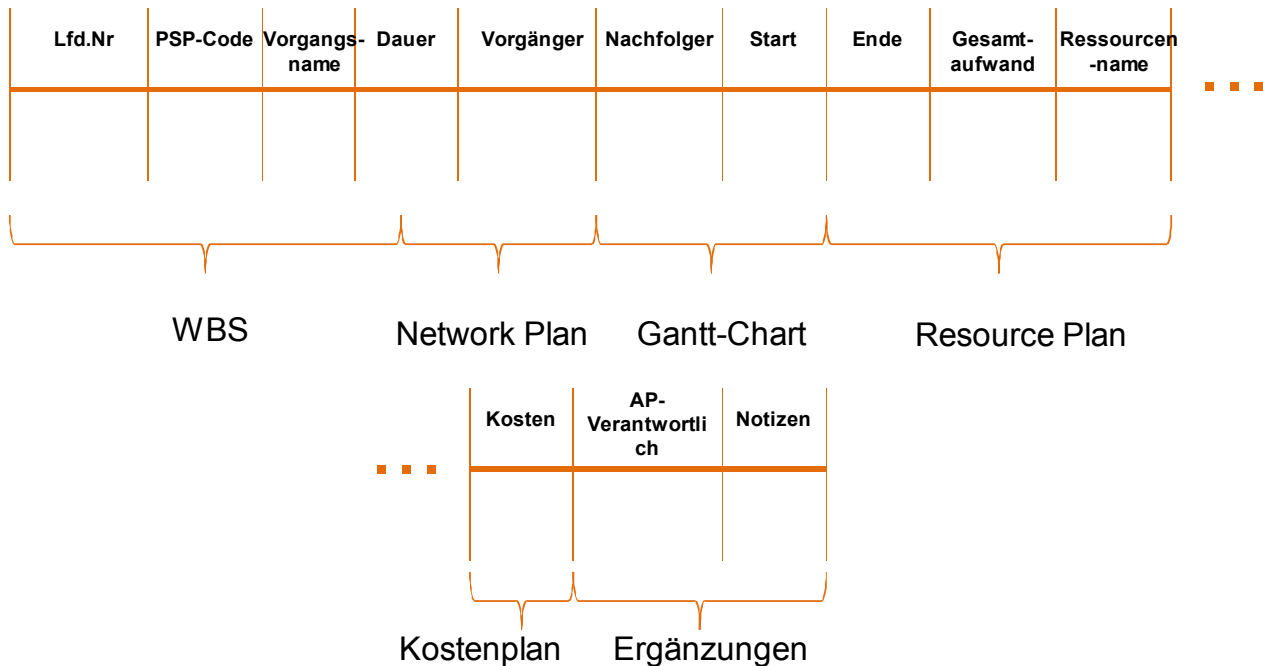 Lfd.Nr PSP-Code Vorgangs- Dauer Vorgänger Nachfolger Start Ende Gesamt- Ressourcen
name aufwand -name
WBS Network Plan Gantt-Chart Resource Plan
Kosten AP- Notizen
Verantwortli
ch
Kostenplan Ergänzungen